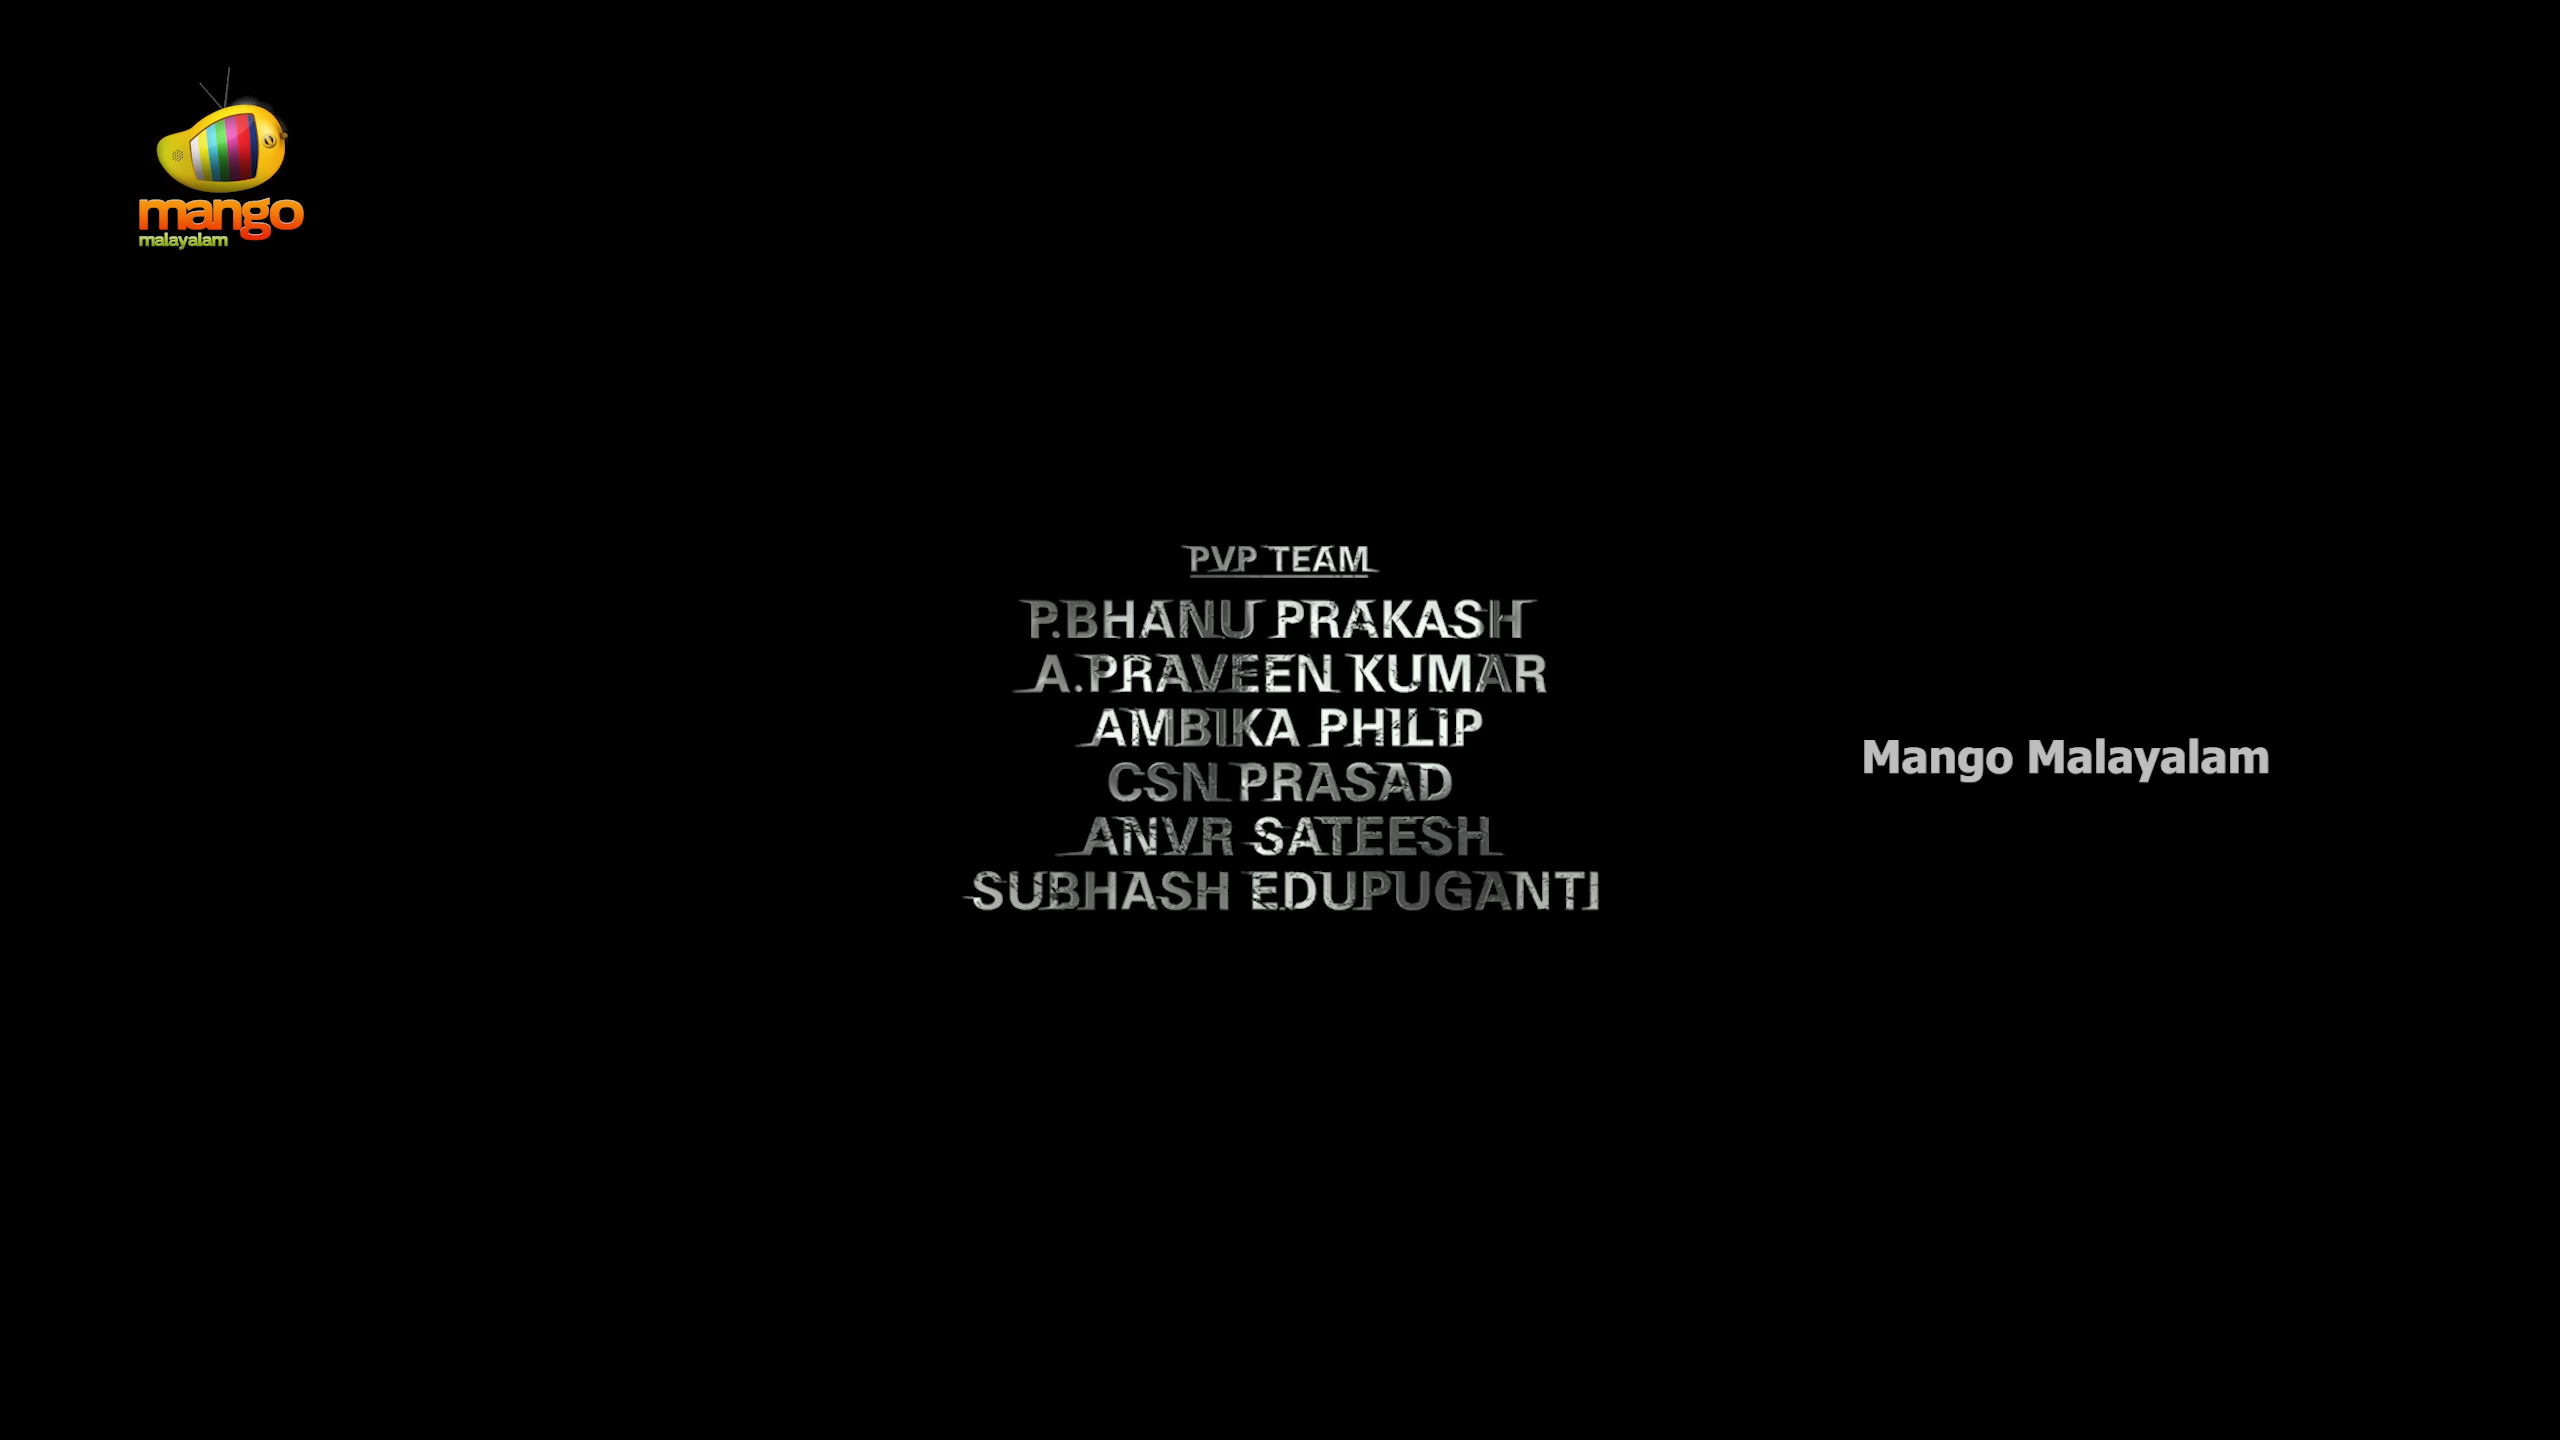 mango
malayalam
PVP TEAM
P.BHANU PRAKASH
A.PRAVEEN KUMAR
AMBIKA PHILIP
CSN PRASAD
ANVR SATEESH
SUBHASH EDUPUGANTI
Mango Malayalam